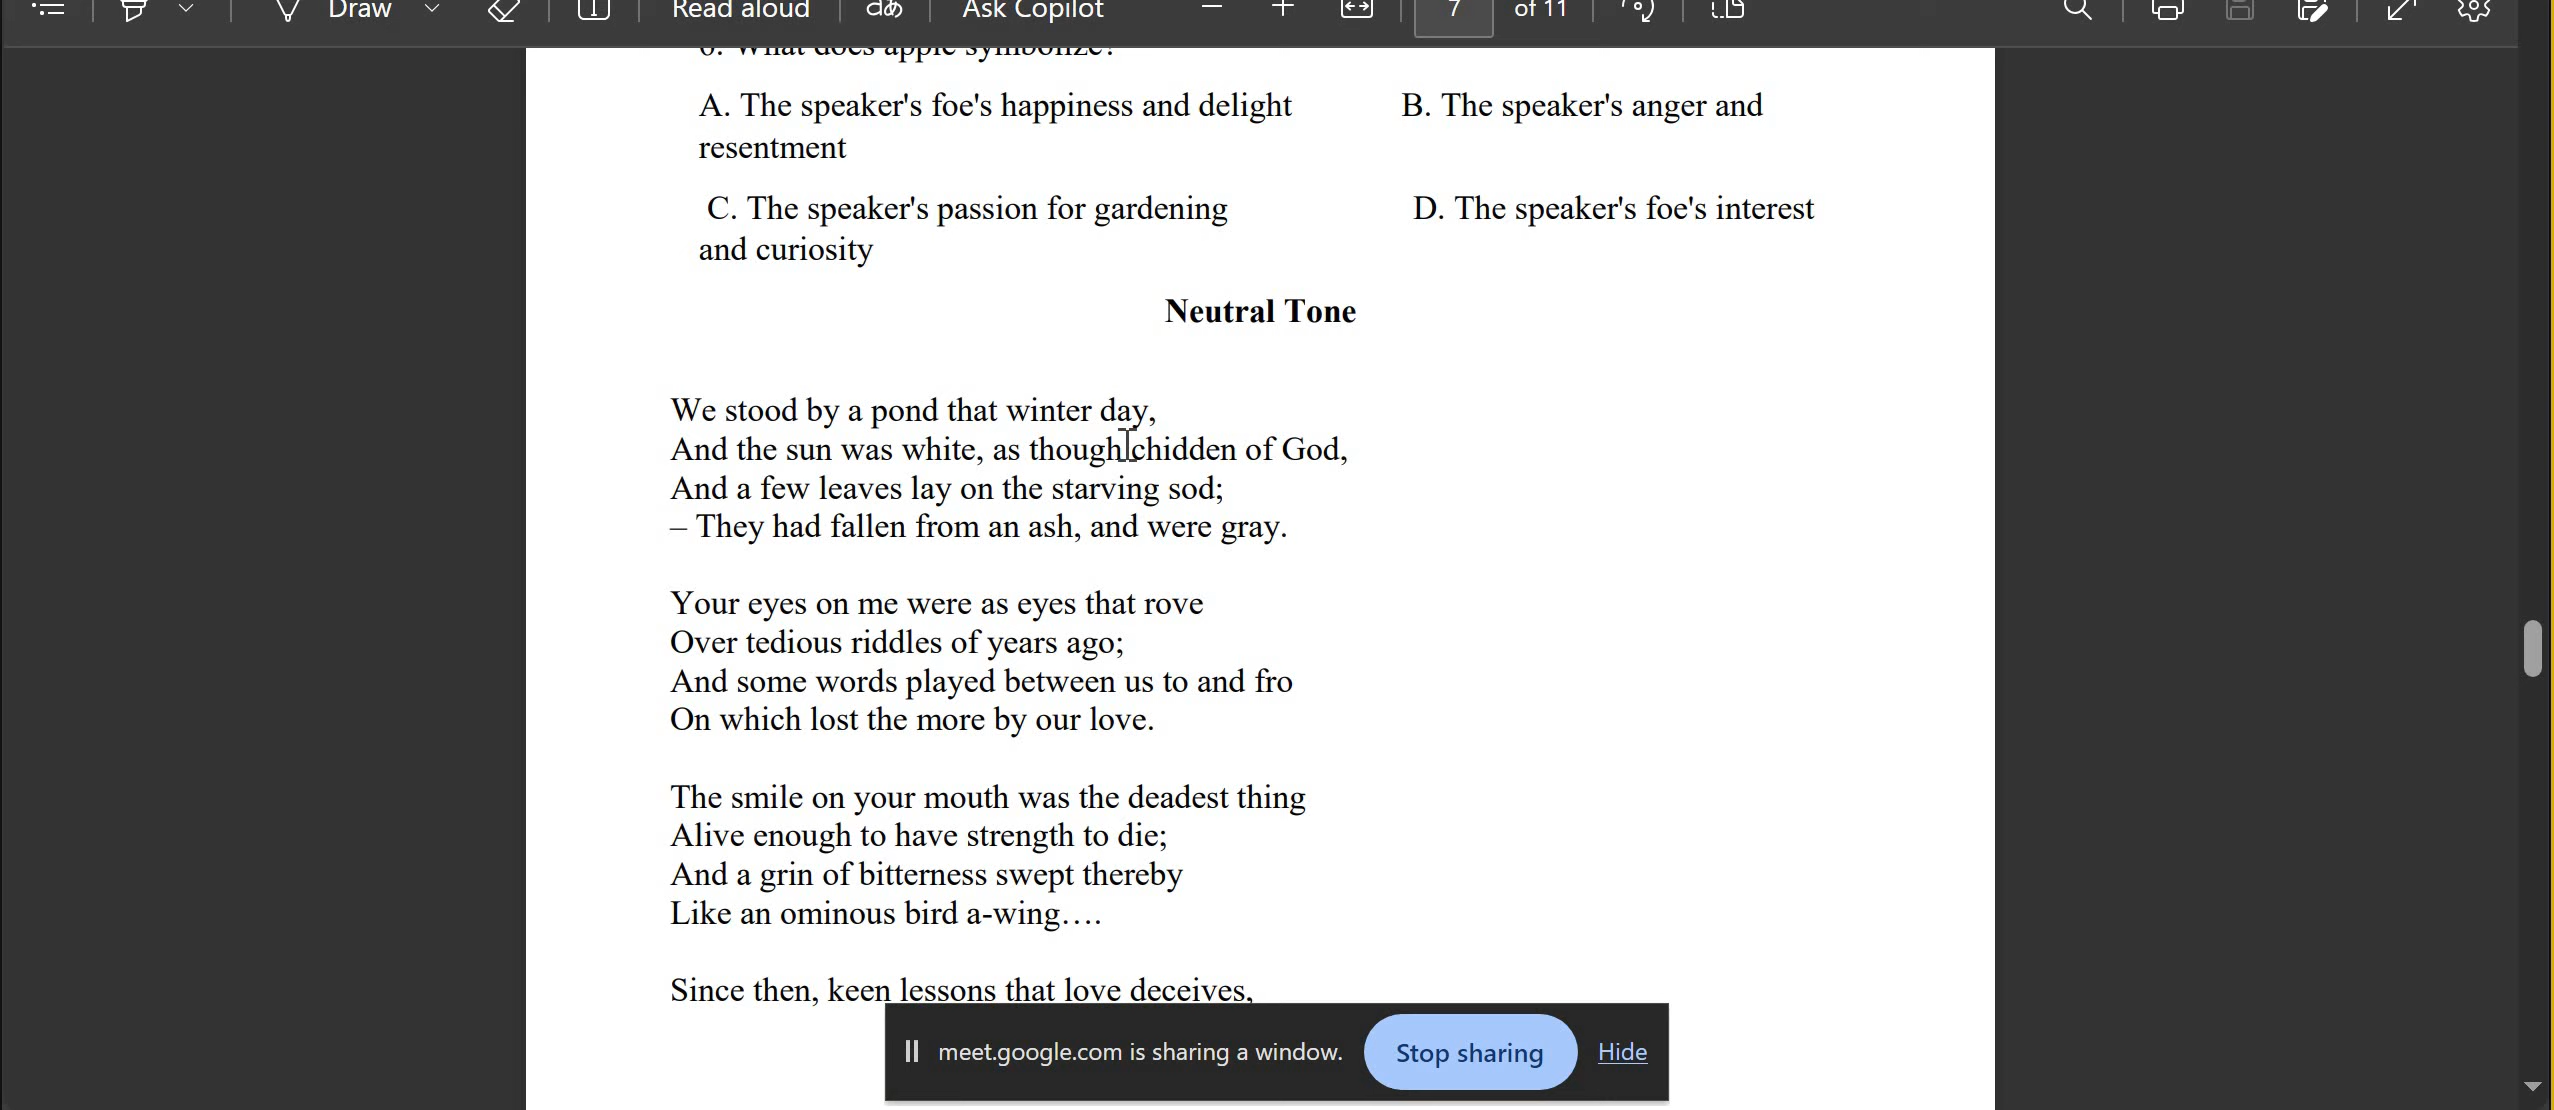 Draw
Read aloud
aあ
Ask Copilot
7
of 11
6. What does apple symbolize?
A. The speaker's foe's happiness and delight B. The speaker's anger and
resentment
C. The speaker's passion for gardening D. The speaker's foe's interest
and curiosity
Neutral Tone
We stood by a pond that winter day,
And the sun was white, as though chidden of God,
And a few leaves lay on the starving sod;
– They had fallen from an ash, and were gray.
Your eyes on me were as eyes that rove
Over tedious riddles of years ago;
And some words played between us to and fro
On which lost the more by our love.
The smile on your mouth was the deadest thing
Alive enough to have strength to die;
And a grin of bitterness swept thereby
Like an ominous bird a-wing….
Since then, keen lessons that love deceives,
meet.google.com is sharing a window.
Stop sharing
Hide